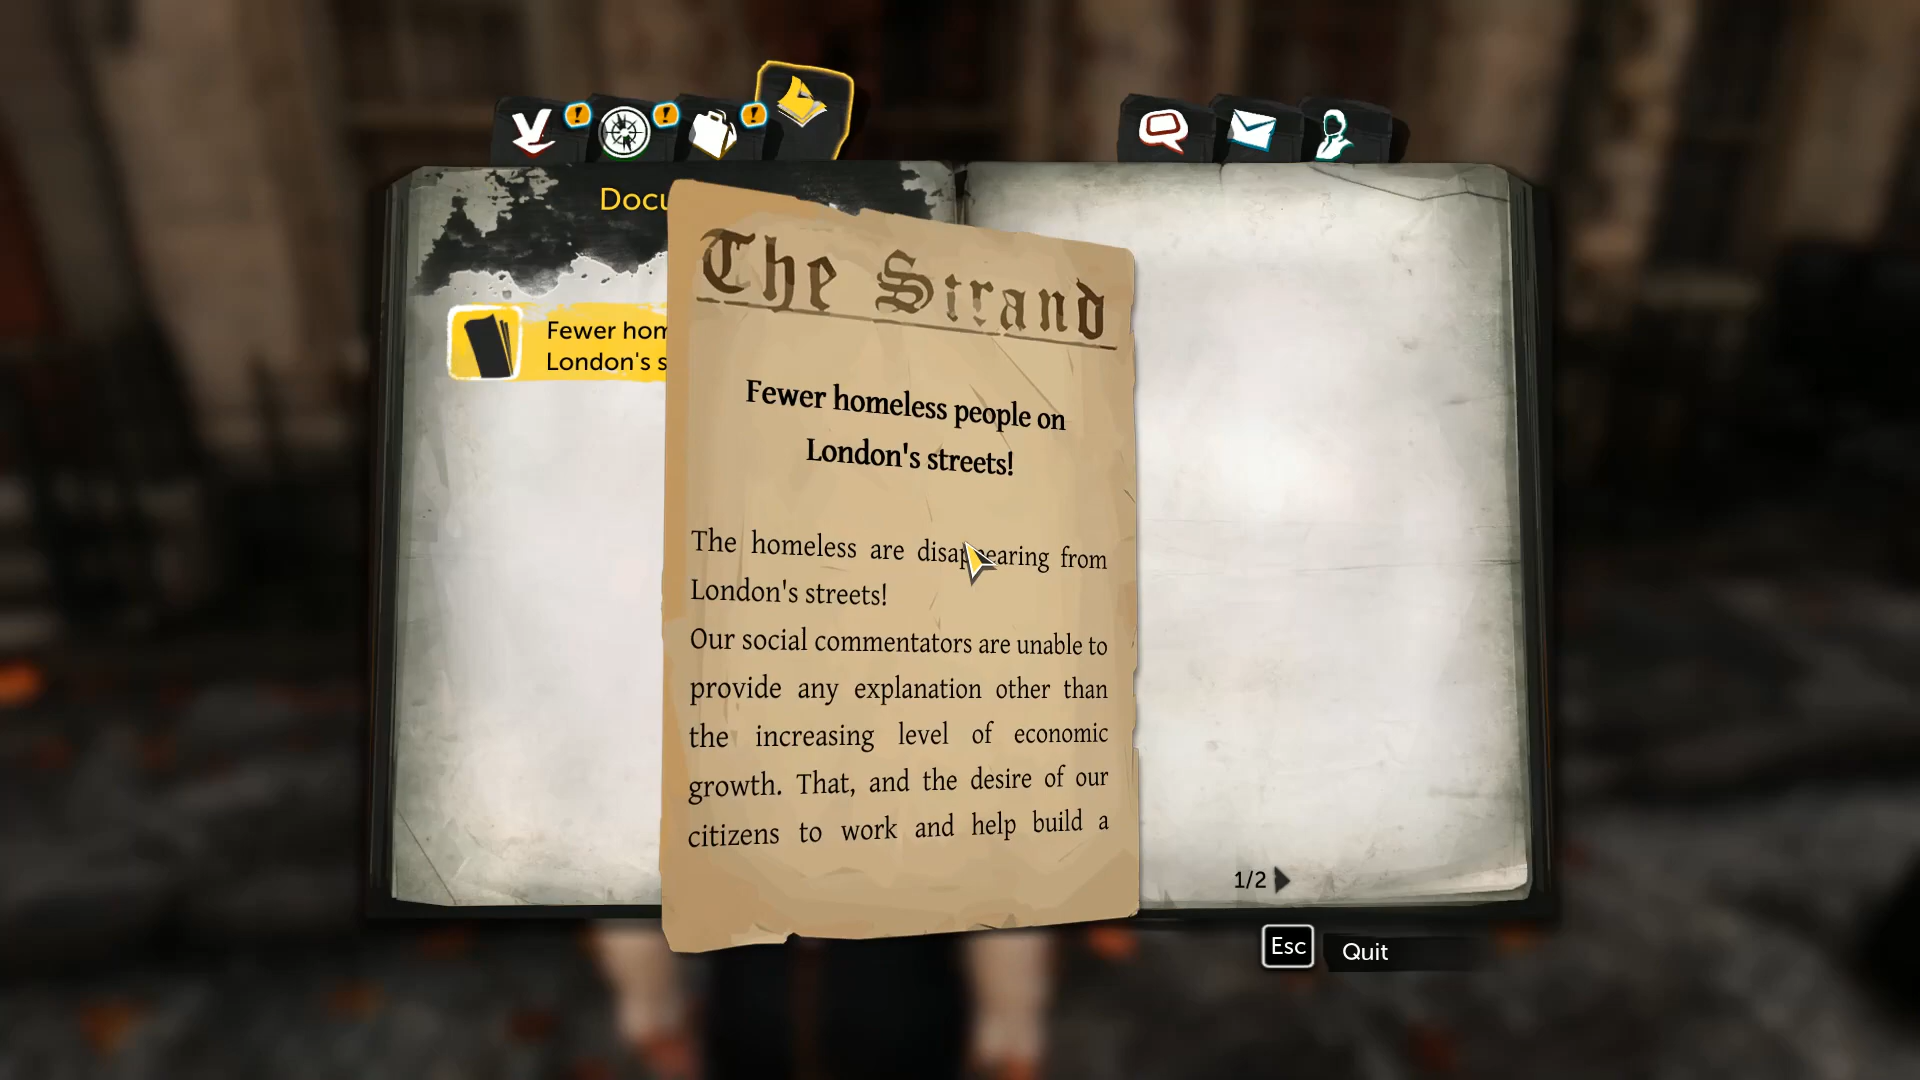 Docu
Fewer hom
London's s
The Strand
Fewer homeless people on
London's streets!
The homeless are disappearing from
London's streets!
Our social commentators are unable to
provide any explanation other than
the increasing level of economic
growth. That, and the desire of our
citizens to work and help build a
1/2
Esc Quit